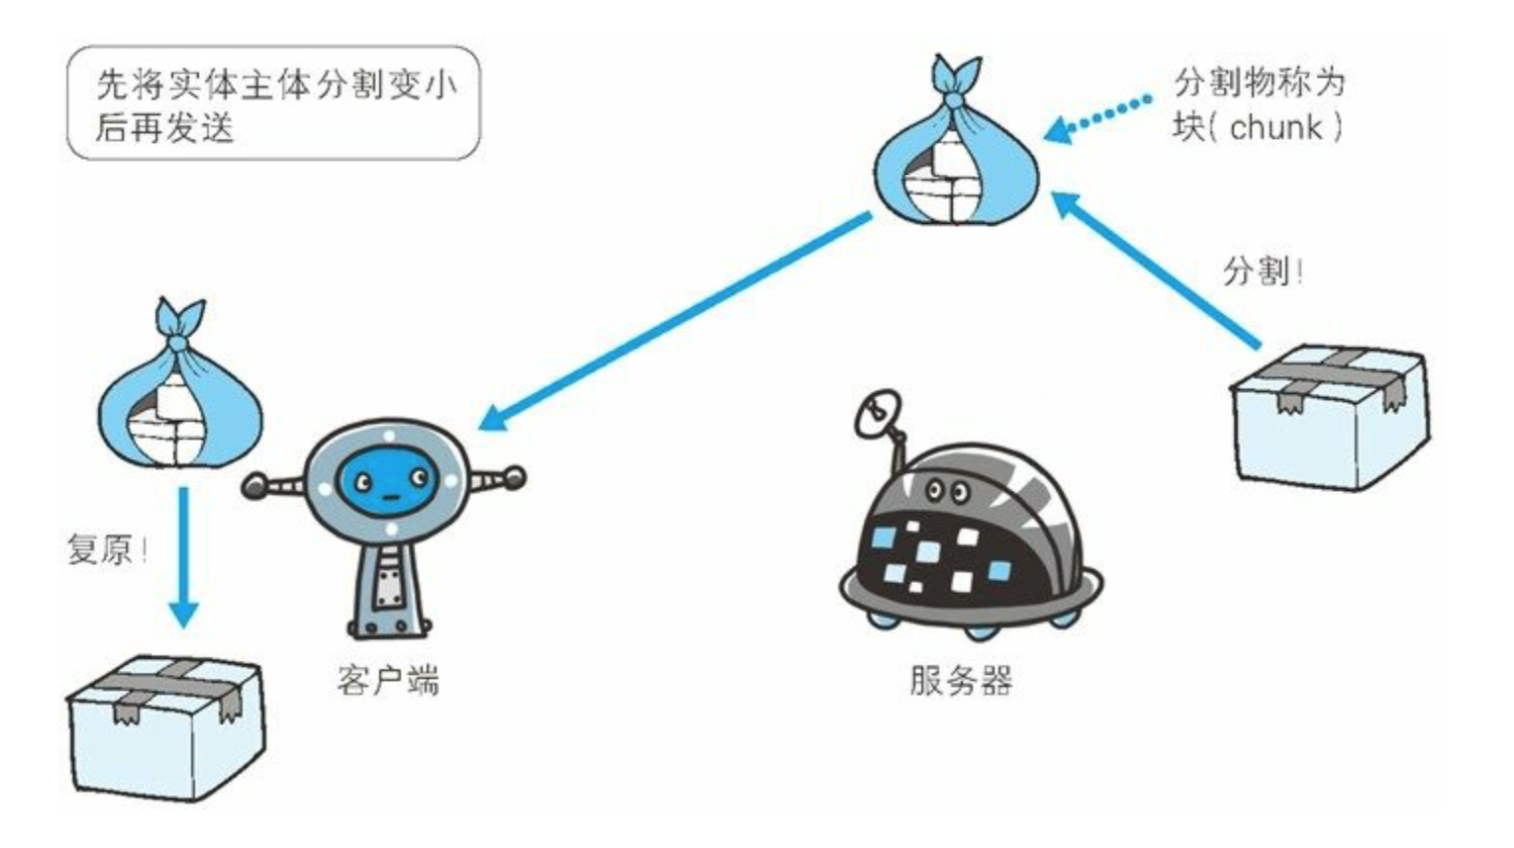 先将实体主体分割变小
后再发送
分割物称为
块( chunk )
分割!
复原!
客户端
服务器